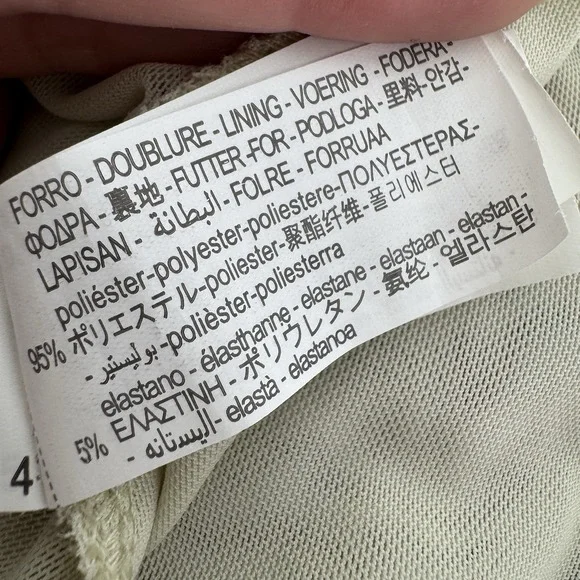 FORRO - DOUBLURE - LINING - VOERING - FODERA -
ΦΟΔΡΑ - 裏地 - FUTTER-FOR - PODLOGA - 里料 - 안감 -
LAPISAN - البطانة - FOLRE - FORRUAA
poliéster-polyester-poliestere-ΠΟΛΥΕΣΤΕΡΑΣ-
95% ポリエステル-poliester-聚酯纤维-폴리에스터
- بوليستير -polièster-poliesterra
elastano - élasthanne - elastane - elastaan - elastan -
5% ΕΛΑΣΤΙΝΗ - ポリウレタン - 氨纶 - 엘라스탄
- اليستانه - elastà - elastanoa
4